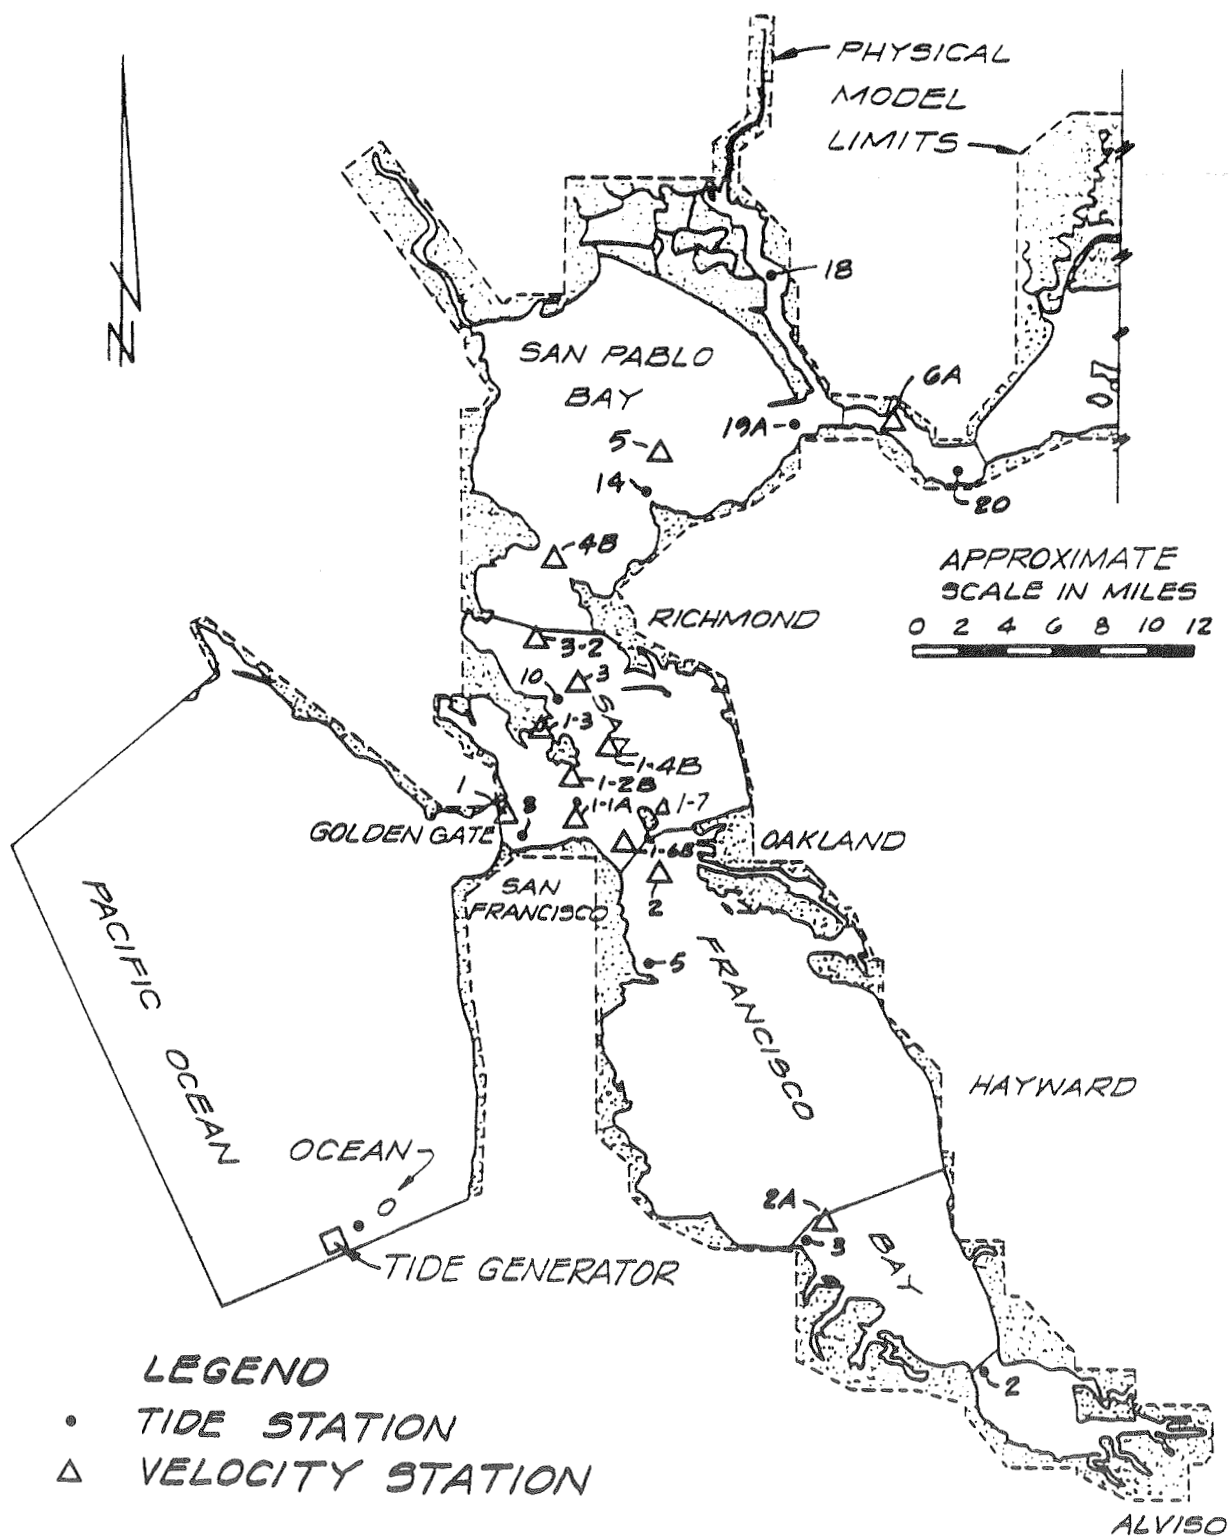 PHYSICAL
MODEL
LIMITS
N
18
SAN PABLO
BAY
6A
19A
5
14
20
4B
APPROXIMATE
SCALE IN MILES
0 2 4 6 8 10 12
RICHMOND
3-2
3
10
S
1-3
1-4B
1-2B
1
8
1-1A
1-7
GOLDEN GATE
1-6B
OAKLAND
SAN
FRANCISCO
2
5
PACIFIC OCEAN
FRANCISCO
HAYWARD
OCEAN
0
2A
3
BAY
TIDE GENERATOR
2
LEGEND
TIDE STATION
VELOCITY STATION
ALVISO